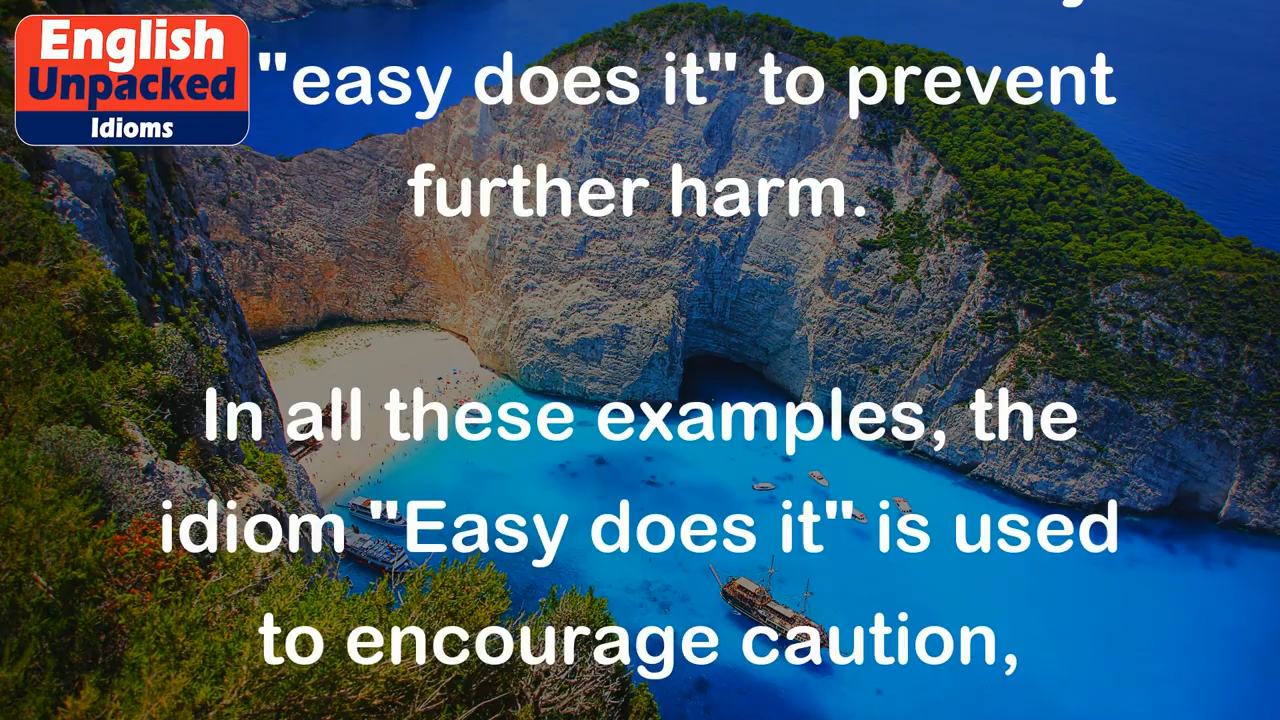 English
Unpacked
Idioms
"easy does it" to prevent
further harm.
In all these examples, the
idiom "Easy does it" is used
to encourage caution,